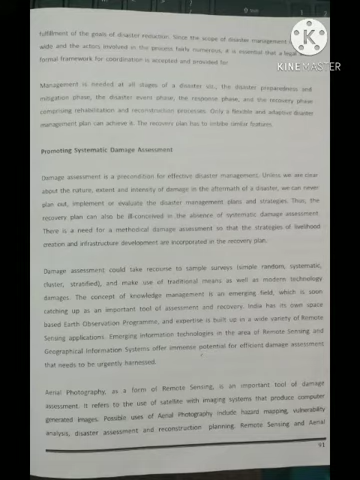 fulfillment of the goals of disaster reduction. Since the scope of disaster management
wide and the actors involved in the process fairly numerous, it is essential that a
formal framework for coordination is accepted and provided for.
Management is needed at all stages of a disaster viz., the disaster preparedness and
mitigation phase, the disaster event phase, the response phase, and the recovery phase
comprising rehabilitation and reconstruction processes. Only a flexible and adaptive disaster
management plan can achieve it. The recovery plan has to imbibe similar features.
Promoting Systematic Damage Assessment
Damage assessment is a precondition for effective disaster management. Unless we are clear
about the nature, extent and intensity of damage in the aftermath of a disaster, we can never
plan out, implement or evaluate the disaster management plans and strategies. Thus, the
recovery plan can also be ill-conceived in the absence of systematic damage assessment.
There is a need for a methodical damage assessment so that the strategies of livelihood
creation and infrastructure development are incorporated in the recovery plan.
Damage assessment could take recourse to sample surveys (simple random, systematic,
cluster, stratified), and make use of traditional means as well as modern technology
damages. The concept of knowledge management is an emerging field, which is soon
catching up as an important tool of assessment and recovery. India has its own space
based Earth Observation Programme, and expertise is built up in a wide variety of Remote
Sensing applications. Emerging information technologies in the area of Remote Sensing and
Geographical Information Systems offer immense potential for efficient damage assessment
that needs to be urgently harnessed.
Aerial Photography, as a form of Remote Sensing, is an important tool of damage
assessment. It refers to the use of satellite with imaging systems that produce computer
generated images. Possible uses of Aerial Photography include hazard mapping, vulnerability
analysis, disaster assessment and reconstruction planning. Remote Sensing and Aerial
91
K
KINEMASTER